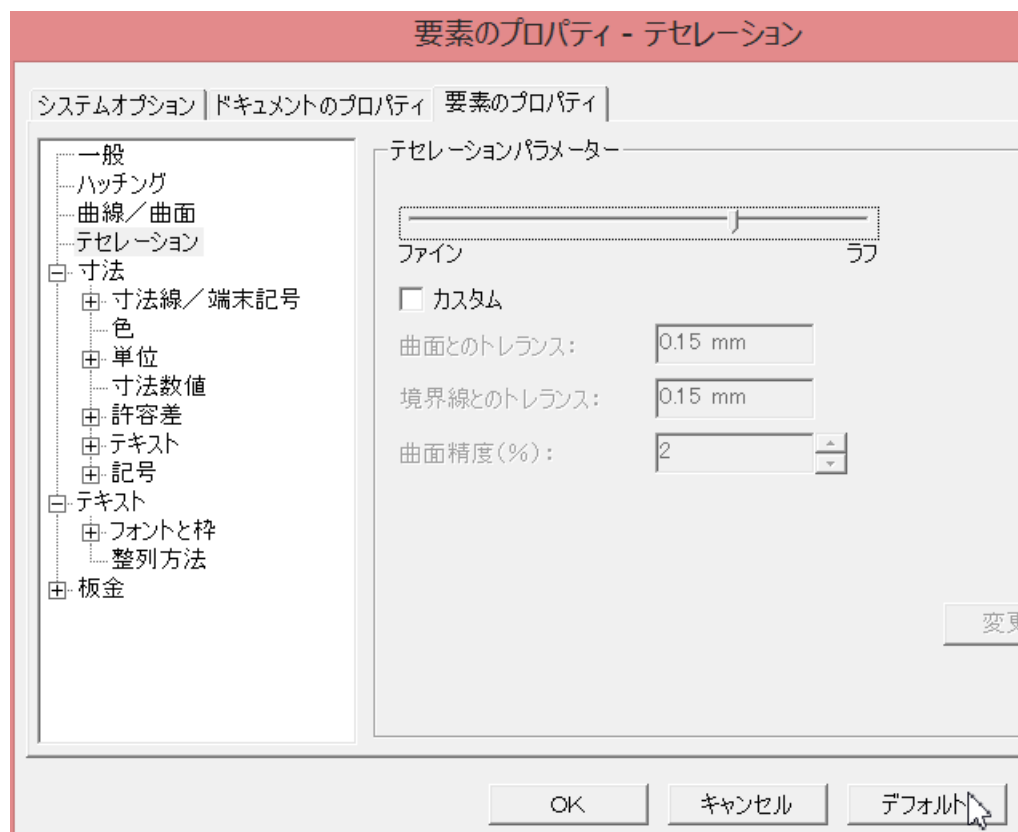 要素のプロパティ - テセレーション
システムオプション
ドキュメントのプロパティ
要素のプロパティ
一般
ハッチング
曲線／曲面
テセレーション
寸法
寸法線／端末記号
色
単位
寸法数値
許容差
テキスト
記号
テキスト
フォントと枠
整列方法
板金
テセレーションパラメーター
ファイン
ラフ
カスタム
曲面とのトレランス：
0.15 mm
境界線とのトレランス：
0.15 mm
曲面精度(%)：
2
変更
OK
キャンセル
デフォルト